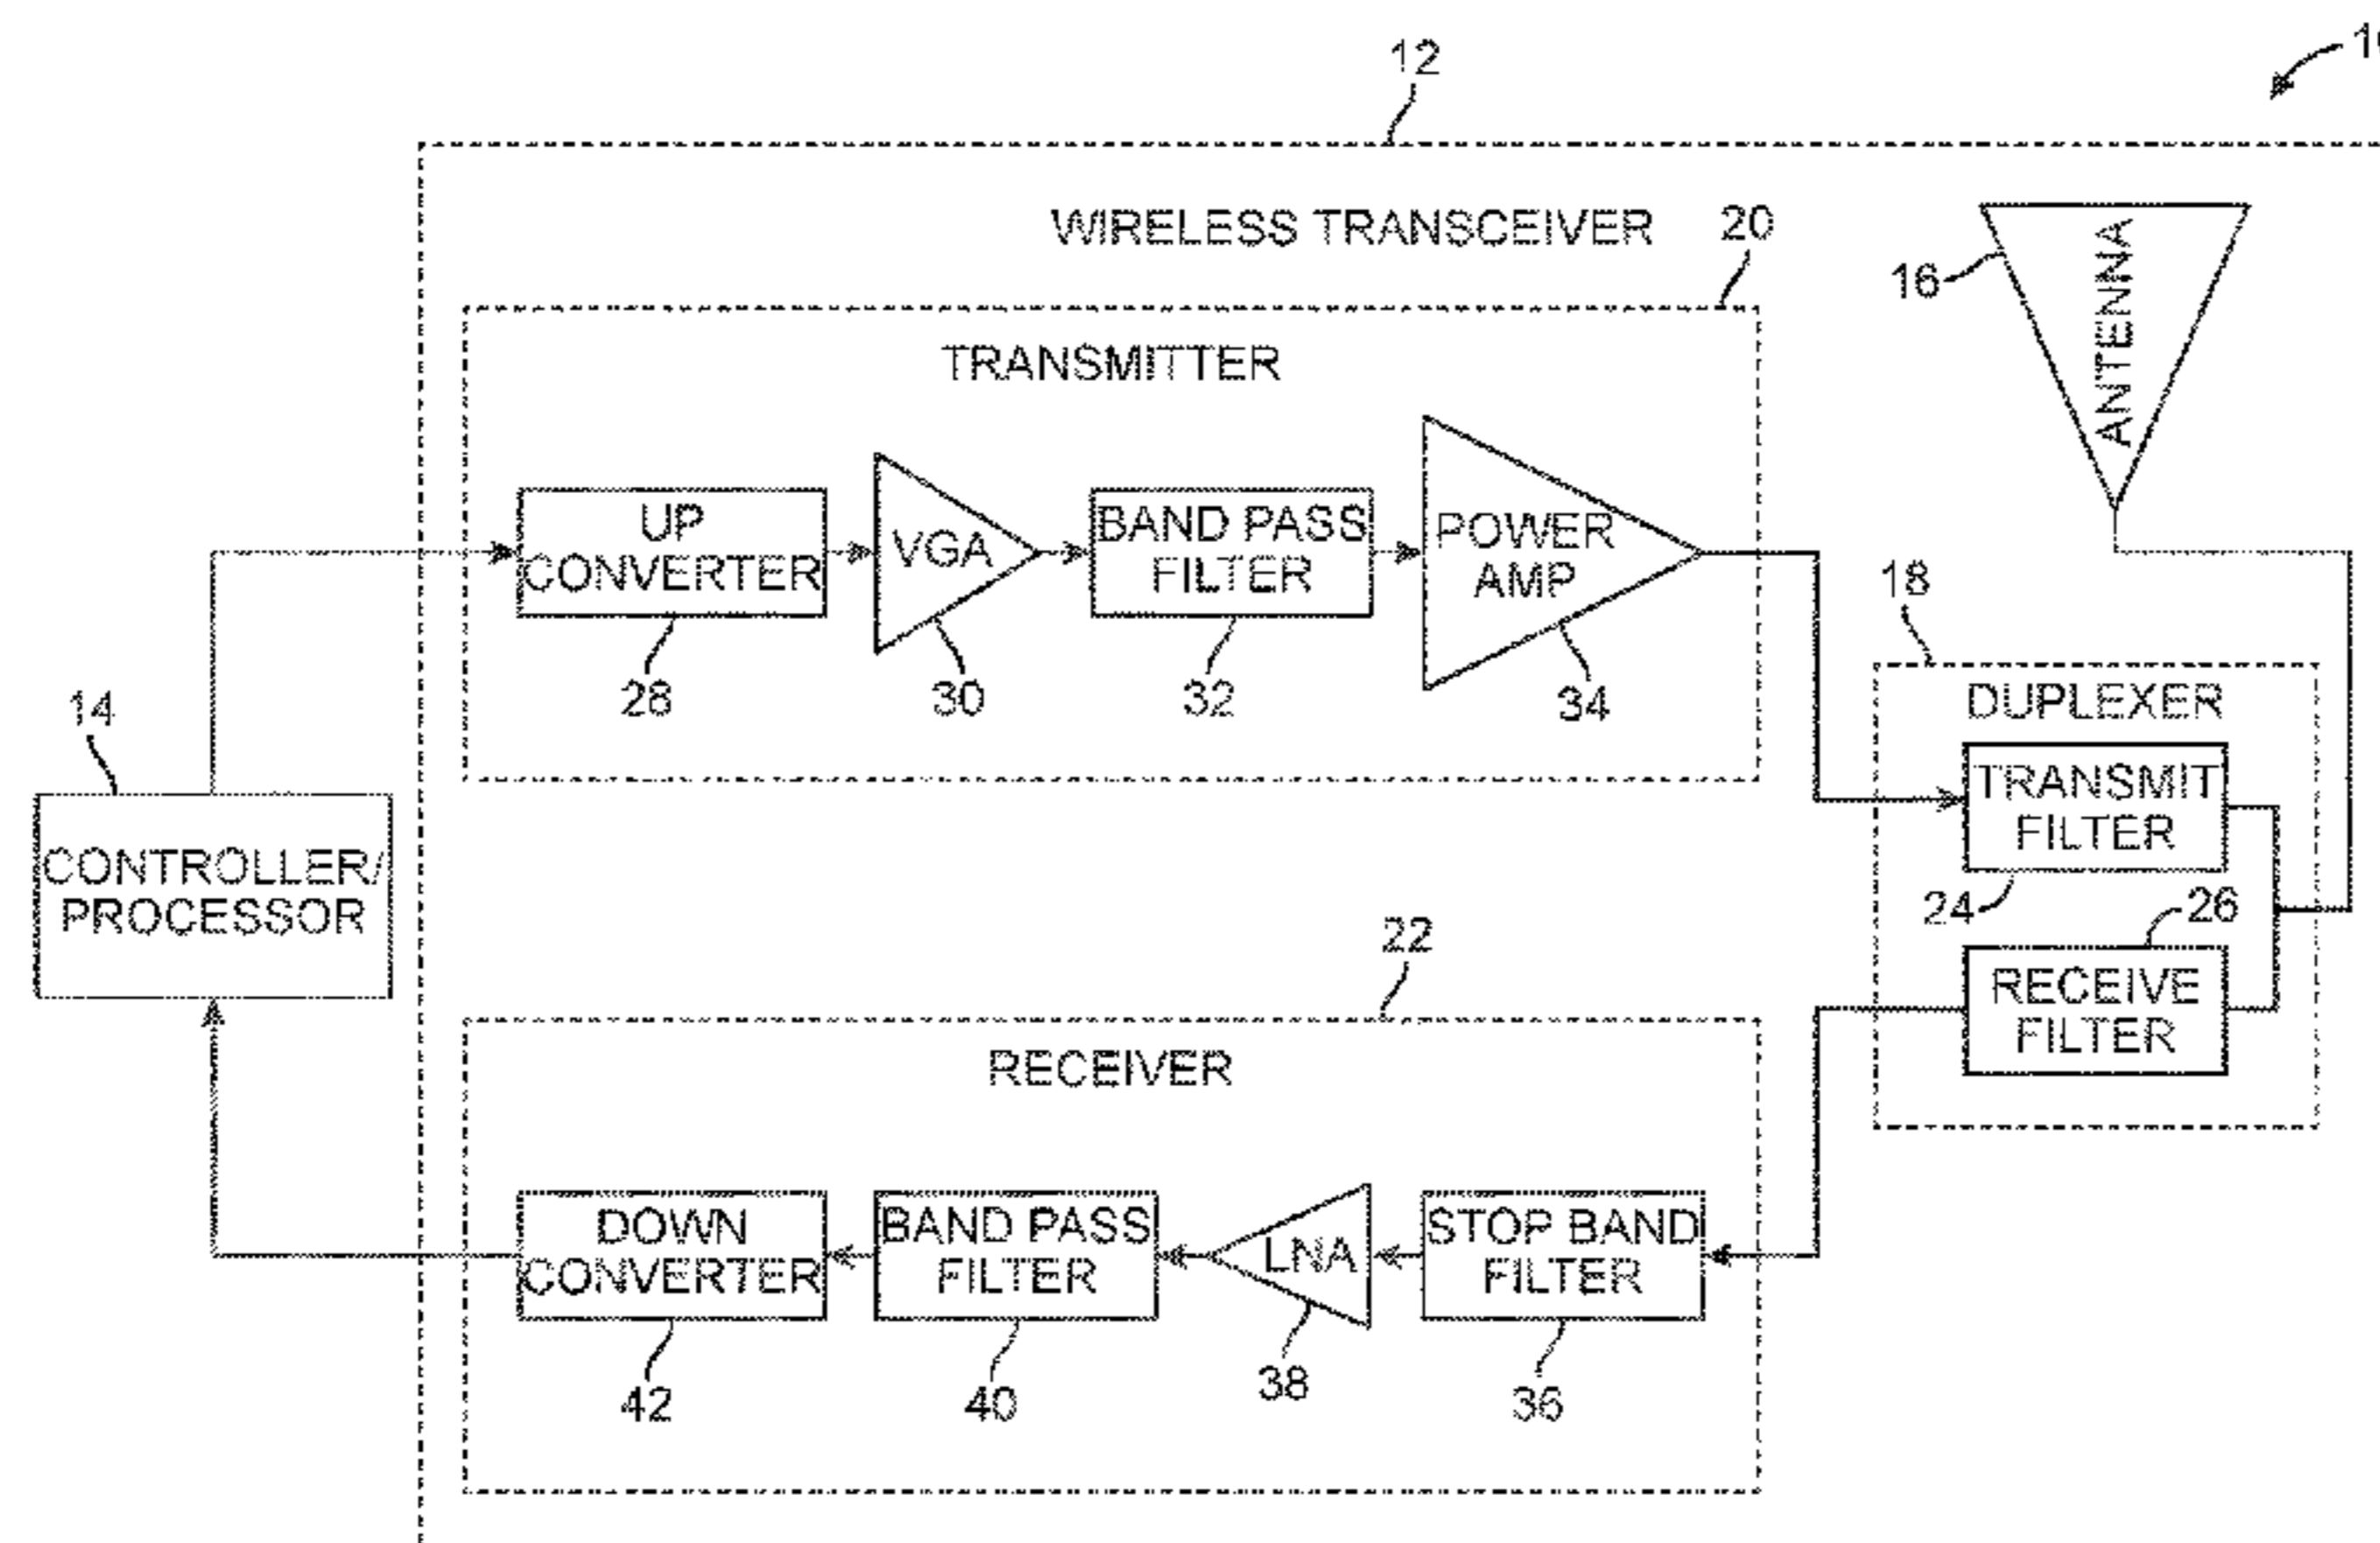 12
WIRELESS TRANSCEIVER
20
16
ANTENNA
TRANSMITTER
UP
CONVERTER
VGA
BAND PASS
FILTER
POWER
AMP
28
30
32
34
18
DUPLEXER
TRANSMIT
FILTER
24
26
RECEIVE
FILTER
14
CONTROLLER/
PROCESSOR
22
RECEIVER
DOWN
CONVERTER
BAND PASS
FILTER
LNA
STOP BAND
FILTER
42
40
38
36